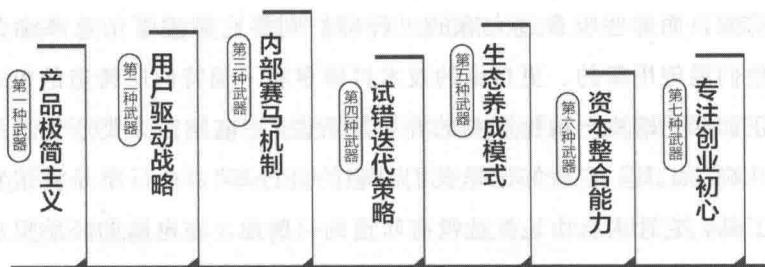 第一种武器
产品极简主义
第二种武器
用户驱动战略
第三种武器
内部赛马机制
第四种武器
试错迭代策略
第五种武器
生态养成模式
第六种武器
资本整合能力
第七种武器
专注创业初心